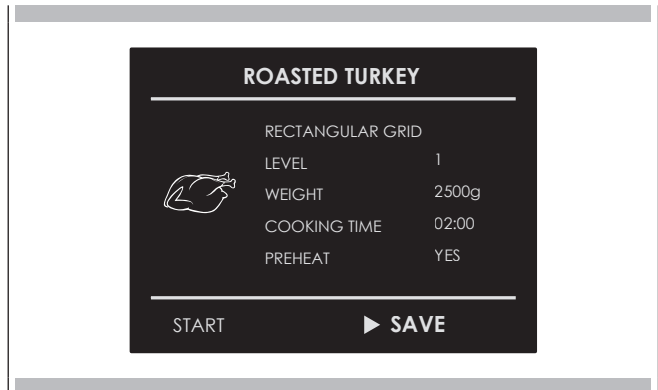 ROASTED TURKEY
RECTANGULAR GRID
LEVEL 1
WEIGHT 2500g
COOKING TIME 02:00
PREHEAT YES
START ▶ SAVE